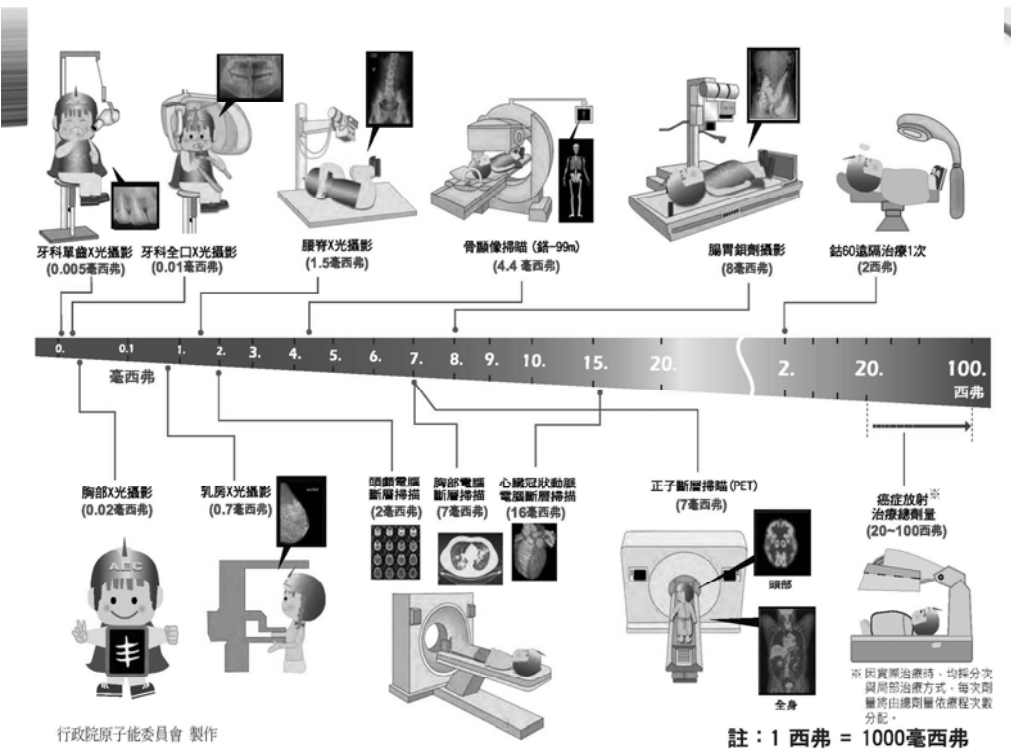 牙科單齒X光攝影
(0.005毫西弗)
牙科全口X光攝影
(0.01毫西弗)
腰脊X光攝影
(1.5毫西弗)
骨顯像掃瞄 (鎝-99m)
(4.4 毫西弗)
腸胃鋇劑攝影
(8毫西弗)
鈷60遠隔治療1次
(2西弗)
0. 0.1 1. 2. 3. 4. 5. 6. 7. 8. 9. 10. 15. 20. 2. 20. 100.
毫西弗
西弗
胸部X光攝影
(0.02毫西弗)
乳房X光攝影
(0.7毫西弗)
頭顱電腦
斷層掃描
(2毫西弗)
胸部電腦
斷層掃描
(7毫西弗)
心臟冠狀動脈
電腦斷層掃描
(16毫西弗)
正子斷層掃瞄(PET)
(7毫西弗)
癌症放射※
治療總劑量
(20~100西弗)
AEC
頭部
全身
※因實際治療時，均採分次
與局部治療方式，每次劑
量將由總劑量依療程次數
分配。
行政院原子能委員會 製作
註：1 西弗 = 1000毫西弗